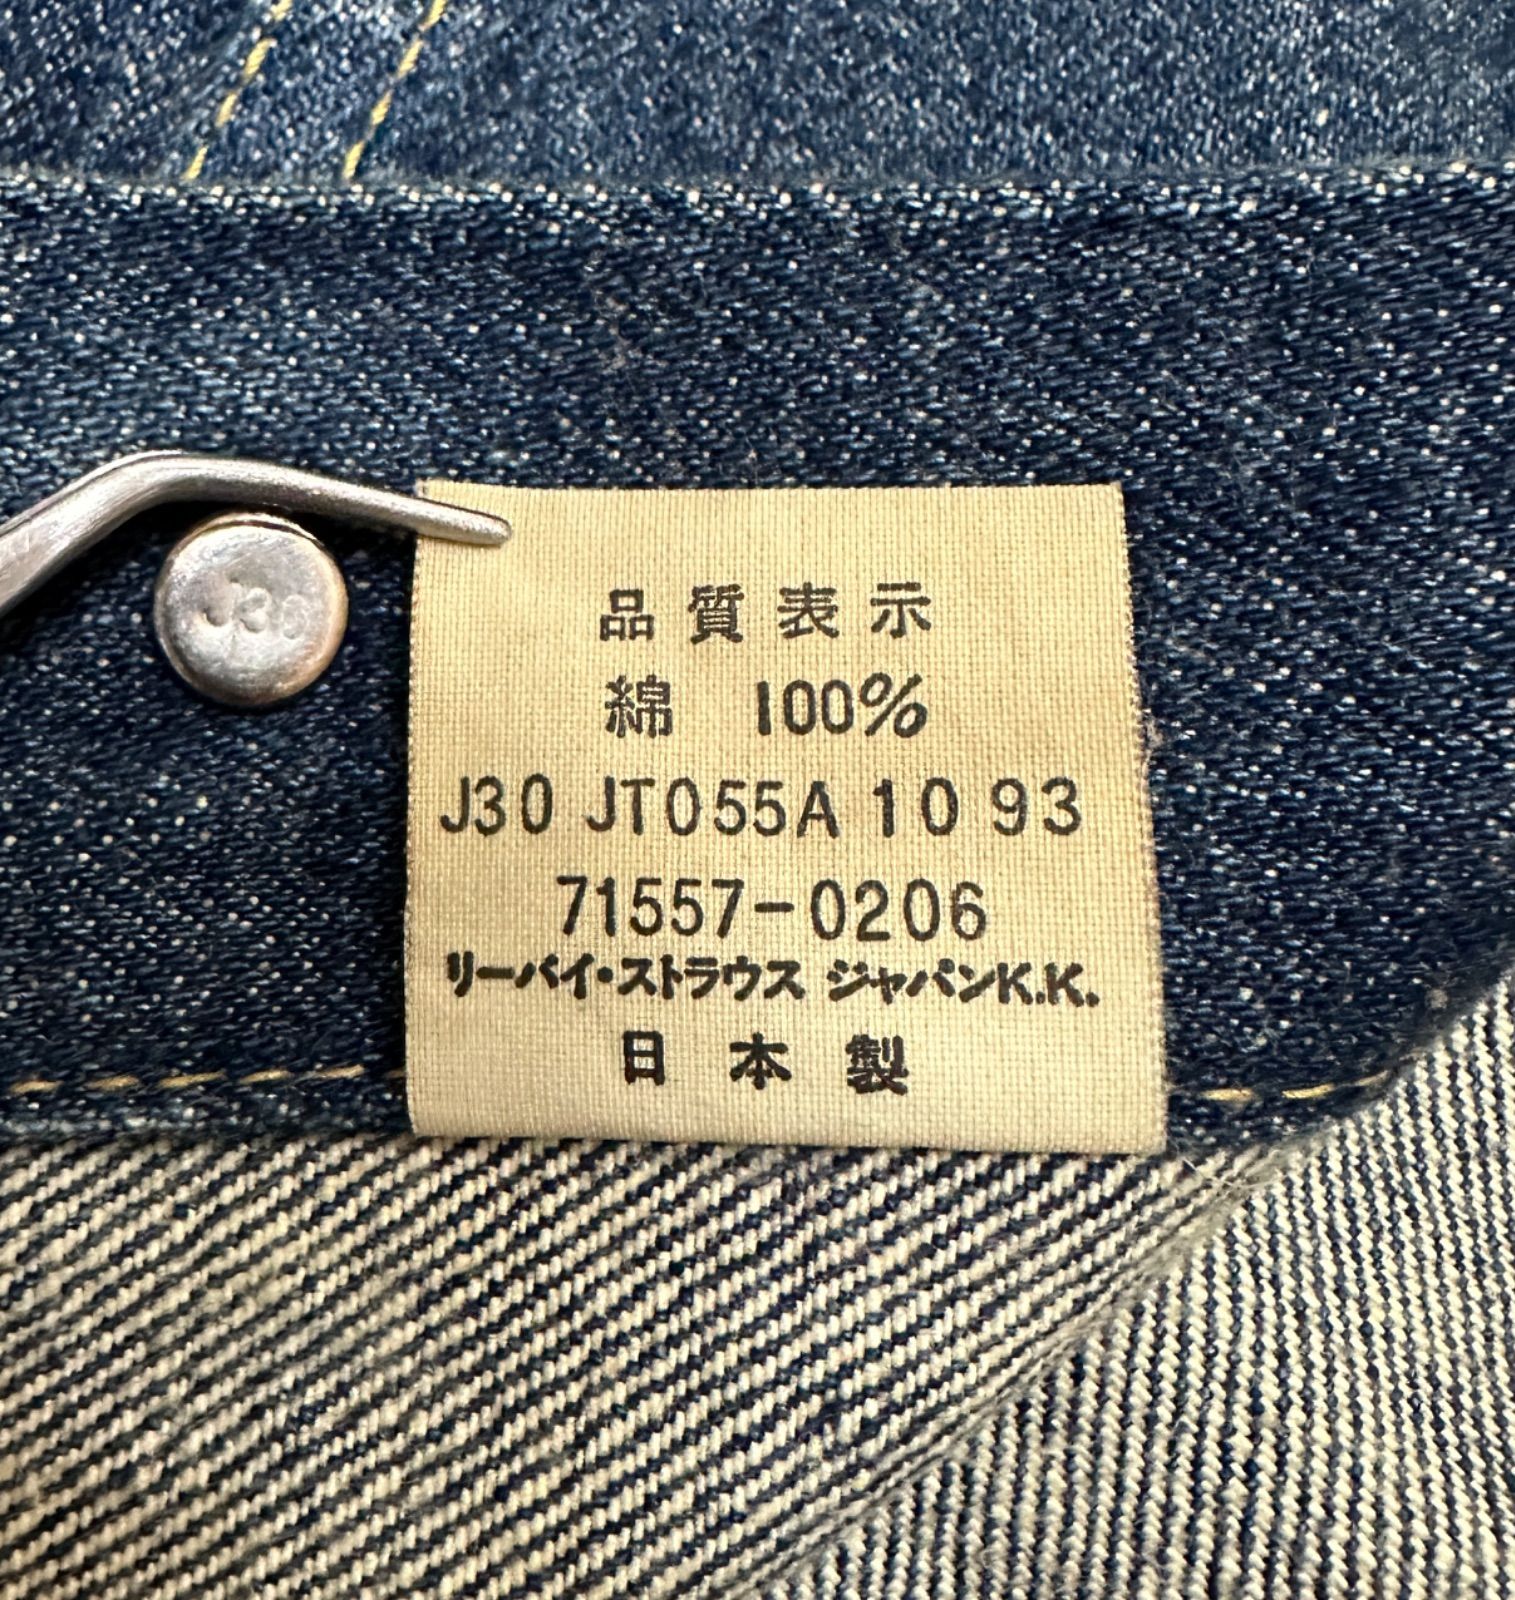 J30
品質表示
綿 100%
J30 JT055A 10 93
71557-0206
リーバイ・ストラウス ジャパンK.K.
日本製